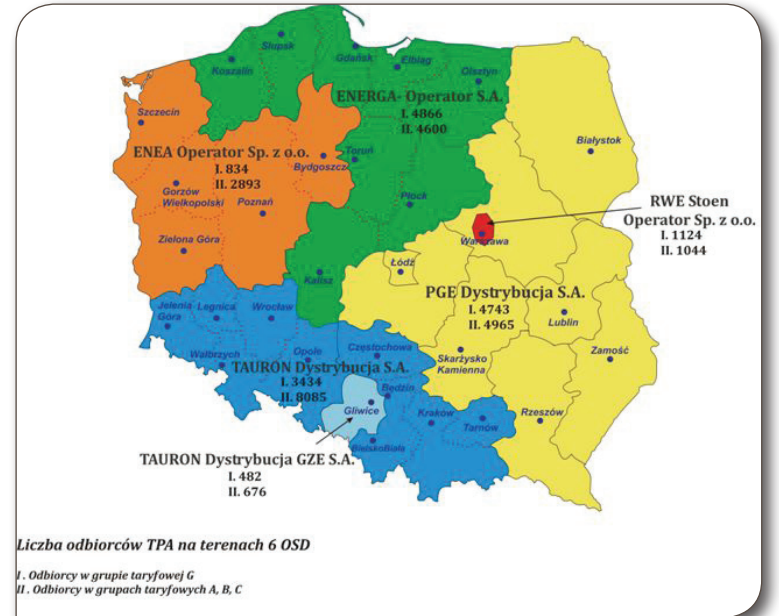 Słupsk
Koszalin
Gdańsk
Elbląg
Olsztyn
ENERGA- Operator S.A.
I. 4866
II. 4600
Szczecin
ENEA Operator Sp. z o.o.
I. 834
II. 2893
Bydgoszcz
Toruń
Białystok
Gorzów
Wielkopolski
Poznań
Płock
RWE Stoen
Operator Sp. z o.o.
I. 1124
II. 1044
Warszawa
Zielona Góra
Łódź
Kalisz
PGE Dystrybucja S.A.
I. 4743
II. 4965
Lublin
Jelenia
Góra
Legnica
Wrocław
Wałbrzych
Opole
Częstochowa
Skarżysko
Kamienna
Zamość
TAURON Dystrybucja S.A.
I. 3434
II. 8085
Będzin
Gliwice
Kraków
Tarnów
Rzeszów
BielskoBiała
TAURON Dystrybucja GZE S.A.
I. 482
II. 676
Liczba odbiorców TPA na terenach 6 OSD
I . Odbiorcy w grupie taryfowej G
II . Odbiorcy w grupach taryfowych A, B, C